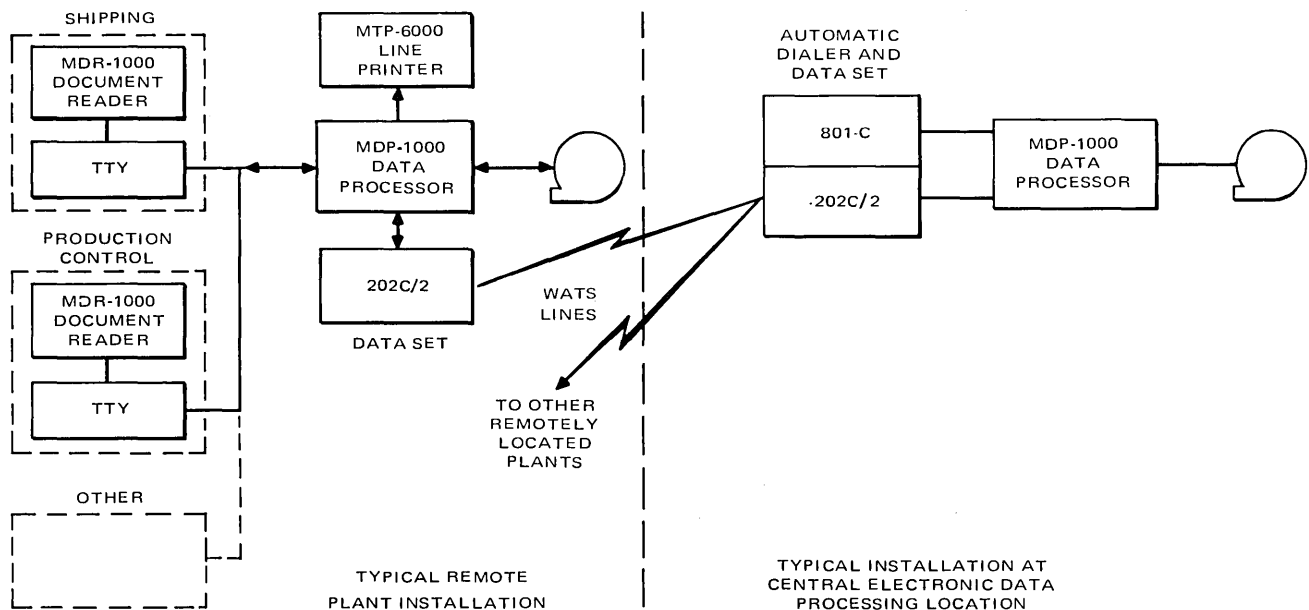 SHIPPING
MDR-1000
DOCUMENT
READER
TTY
PRODUCTION
CONTROL
MDR-1000
DOCUMENT
READER
TTY
OTHER
MTP-6000
LINE
PRINTER
MDP-1000
DATA
PROCESSOR
202C/2
DATA SET
WATS
LINES
TO OTHER
REMOTELY
LOCATED
PLANTS
TYPICAL REMOTE
PLANT INSTALLATION
AUTOMATIC
DIALER AND
DATA SET
801-C
202C/2
MDP-1000
DATA
PROCESSOR
TYPICAL INSTALLATION AT
CENTRAL ELECTRONIC DATA
PROCESSING LOCATION